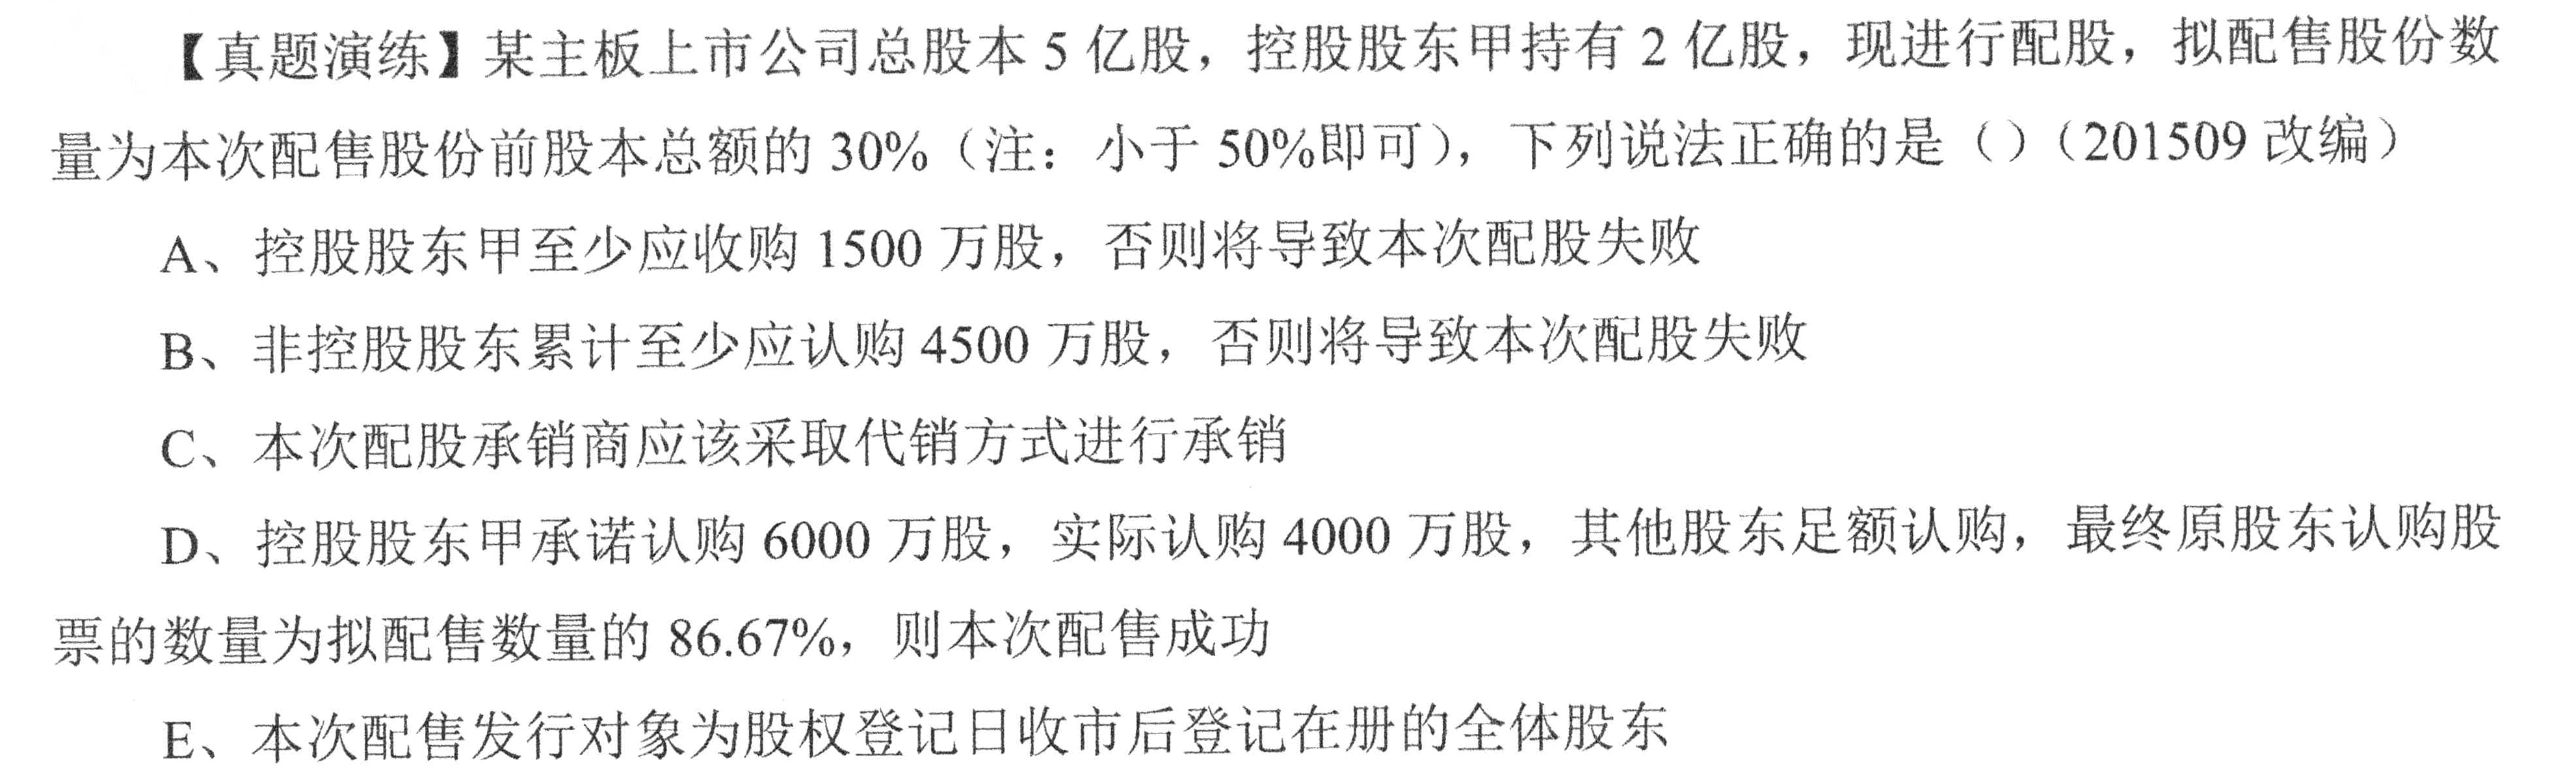 【真题演练】某主板上市公司总股本 5 亿股，控股股东甲持有 2 亿股，现进行配股，拟配售股份数
量为本次配售股份前股本总额的 30%（注：小于 50%即可），下列说法正确的是（）（201509 改编）
A、控股股东甲至少应收购 1500 万股，否则将导致本次配股失败
B、非控股股东累计至少应认购 4500 万股，否则将导致本次配股失败
C、本次配股承销商应该采取代销方式进行承销
D、控股股东甲承诺认购 6000 万股，实际认购 4000 万股，其他股东足额认购，最终原股东认购股
票的数量为拟配售数量的 86.67%，则本次配售成功
E、本次配售发行对象为股权登记日收市后登记在册的全体股东